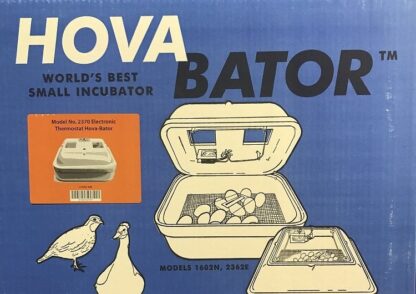 HOVA
BATOR™
WORLD'S BEST
SMALL INCUBATOR
Model No. 2370 Electronic
Thermostat Hova-Bator
MODELS 1602N, 2362E